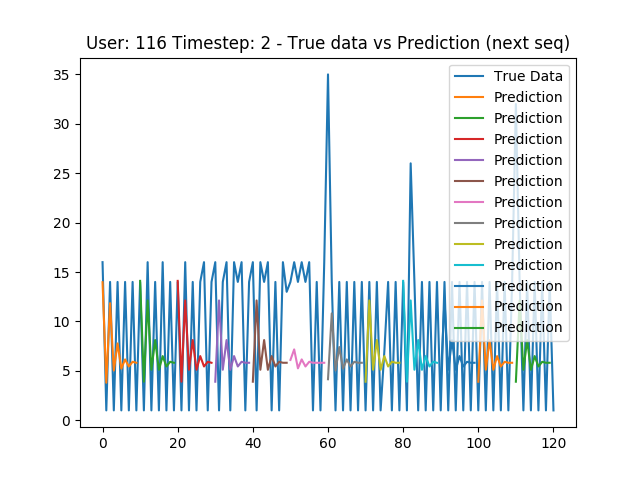 User: 116 Timestep: 2 - True data vs Prediction (next seq)
35
30
25
20
15
10
5
0
0 20 40 60 80 100 120
True Data
Prediction
Prediction
Prediction
Prediction
Prediction
Prediction
Prediction
Prediction
Prediction
Prediction
Prediction
Prediction